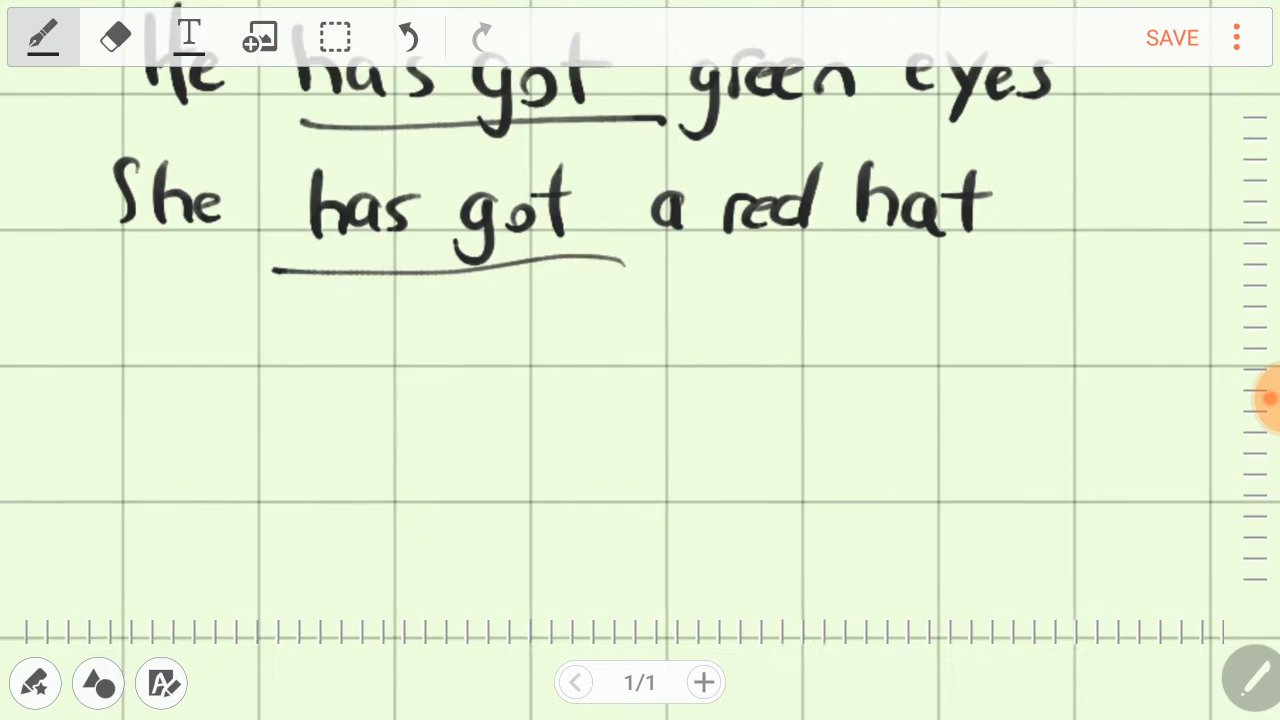 T
SAVE
He has got green eyes
She has got a red hat
A
1/1